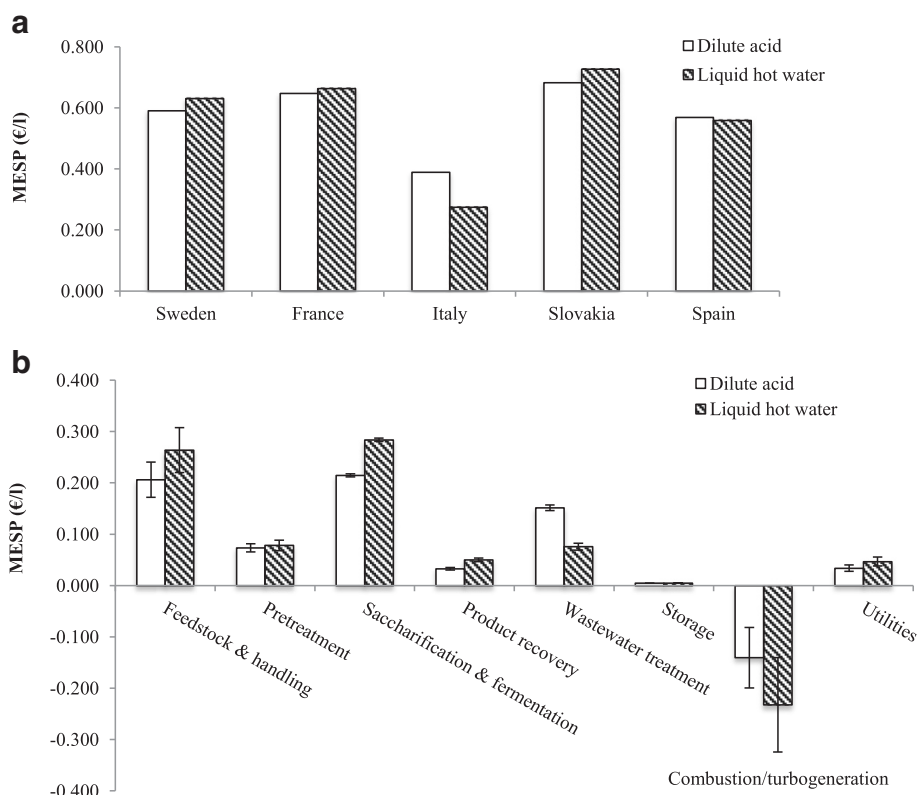 a
0.800
0.600
0.400
0.200
0.000
MESP (€/l)
Dilute acid
Liquid hot water
Sweden France Italy Slovakia Spain
b
0.400
0.300
0.200
0.100
0.000
-0.100
-0.200
-0.300
-0.400
MESP (€/l)
Dilute acid
Liquid hot water
Feedstock & handling
Pretreatment
Saccharification & fermentation
Product recovery
Wastewater treatment
Storage
Combustion/turbogeneration
Utilities